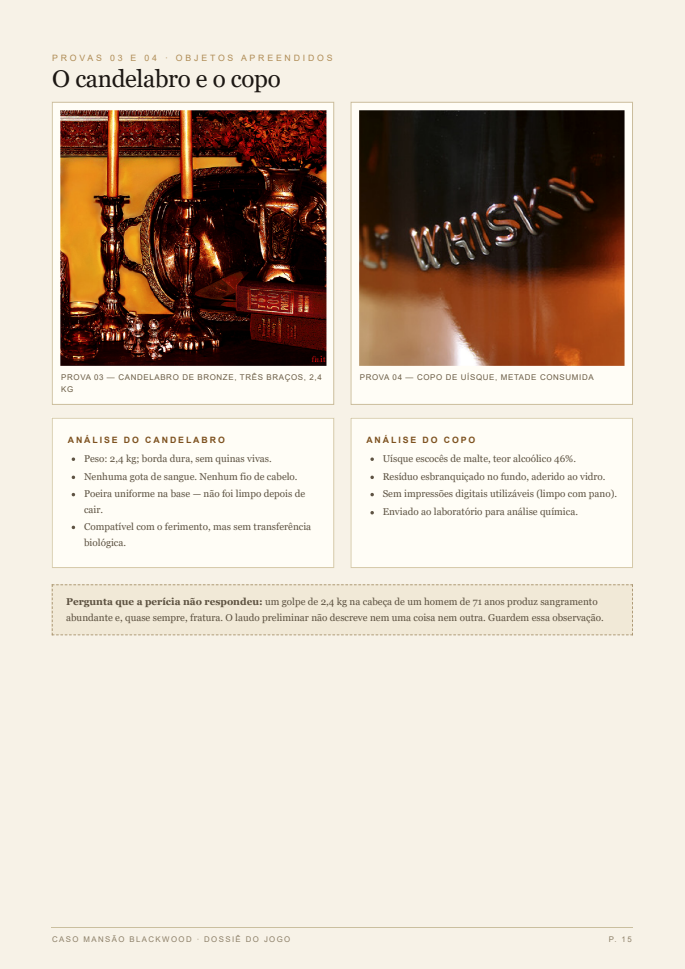 PROVAS 03 E 04 · OBJETOS APREENDIDOS
O candelabro e o copo
WHISKY
PROVA 03 — CANDELABRO DE BRONZE, TRÊS BRAÇOS, 2,4
KG
PROVA 04 — COPO DE UÍSQUE, METADE CONSUMIDA
ANÁLISE DO CANDELABRO
• Peso: 2,4 kg; borda dura, sem quinas vivas.
• Nenhuma gota de sangue. Nenhum fio de cabelo.
• Poeira uniforme na base — não foi limpo depois de
cair.
• Compatível com o ferimento, mas sem transferência
biológica.
ANÁLISE DO COPO
• Uísque escocês de malte, teor alcoólico 46%.
• Resíduo esbranquiçado no fundo, aderido ao vidro.
• Sem impressões digitais utilizáveis (limpo com pano).
• Enviado ao laboratório para análise química.
Pergunta que a perícia não respondeu: um golpe de 2,4 kg na cabeça de um homem de 71 anos produz sangramento
abundante e, quase sempre, fratura. O laudo preliminar não descreve nem uma coisa nem outra. Guardem essa observação.
CASO MANSÃO BLACKWOOD · DOSSIÊ DO JOGO
P. 15